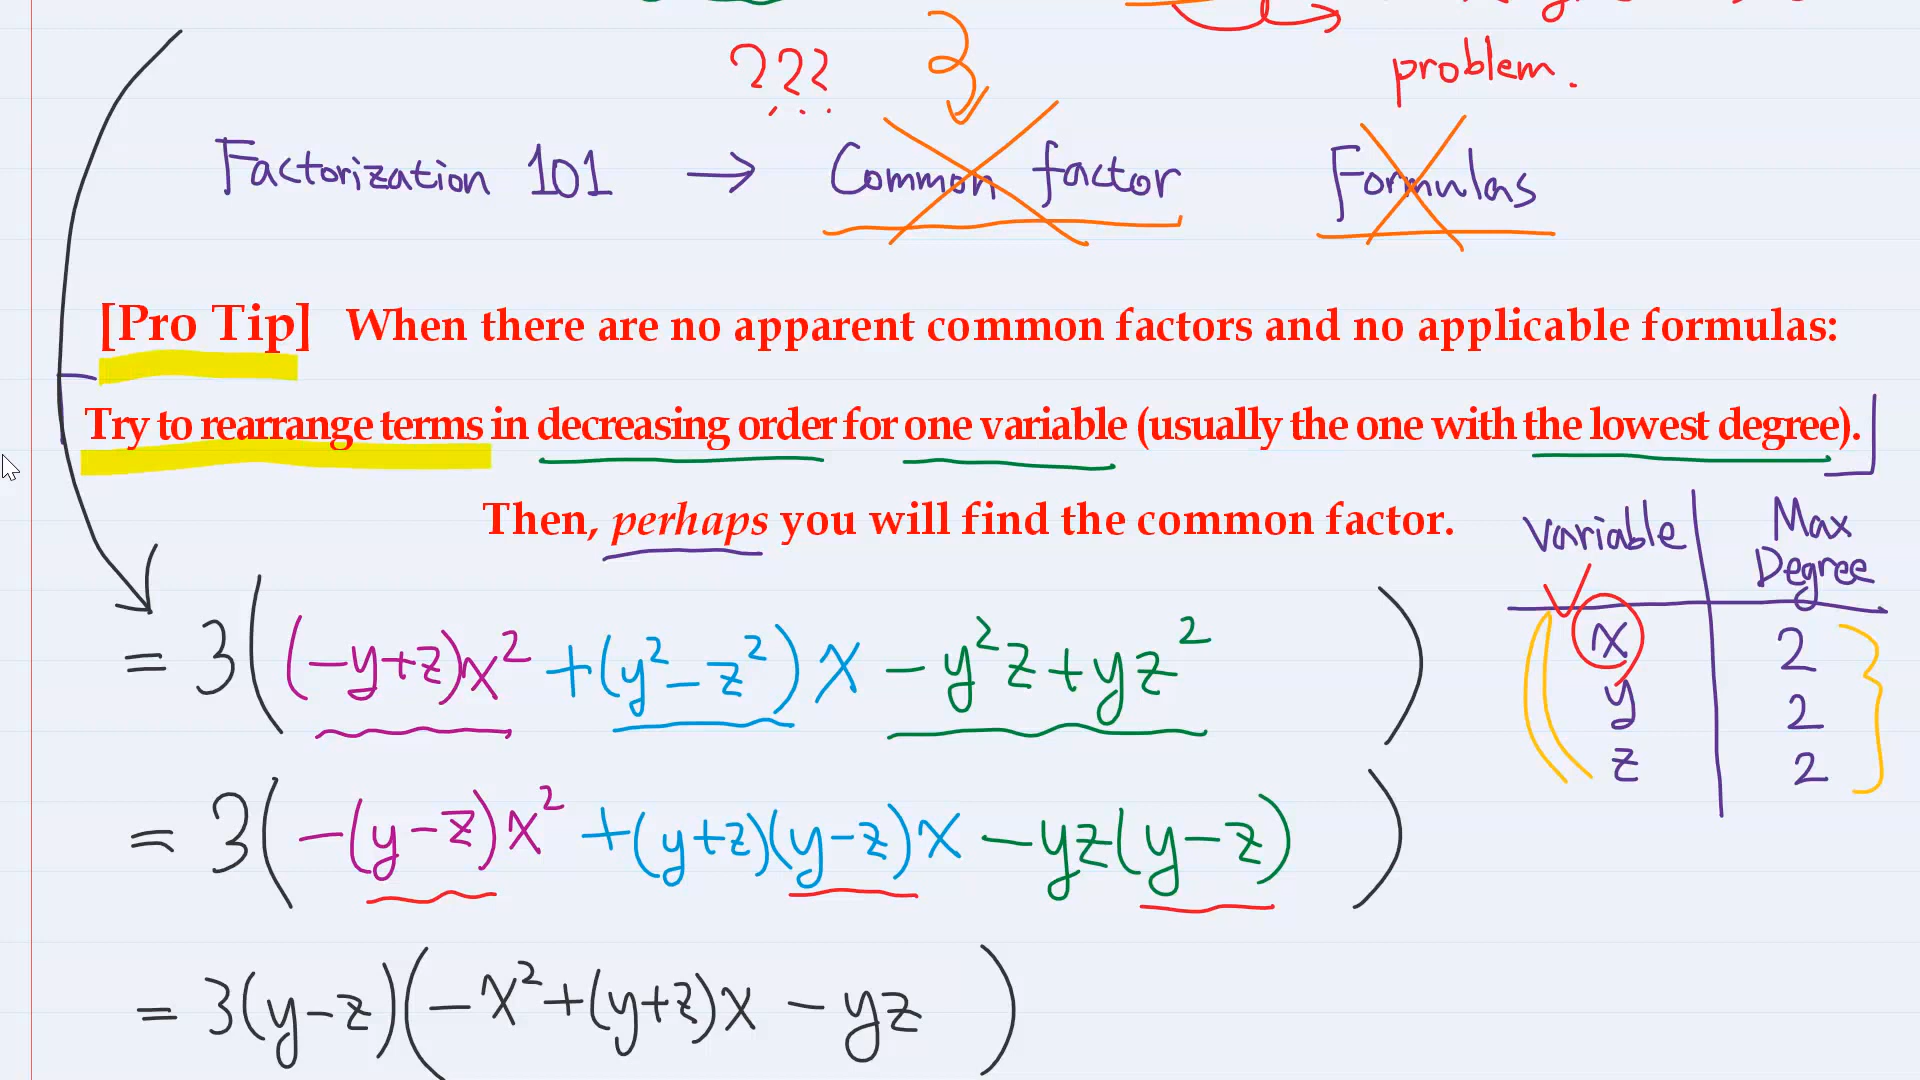 problem.
???
3
Factorization 101 → Common factor Formulas
[Pro Tip] When there are no apparent common factors and no applicable formulas:
Try to rearrange terms in decreasing order for one variable (usually the one with the lowest degree).
Then, perhaps you will find the common factor.
variable Max Degree
x 2
y 2
z 2
= 3((-y+z)x² +(y²-z²)x -y²z+yz²)
= 3(-(y-z)x² +(y+z)(y-z)x -yz(y-z))
= 3(y-z)(-x²+(y+z)x - yz)